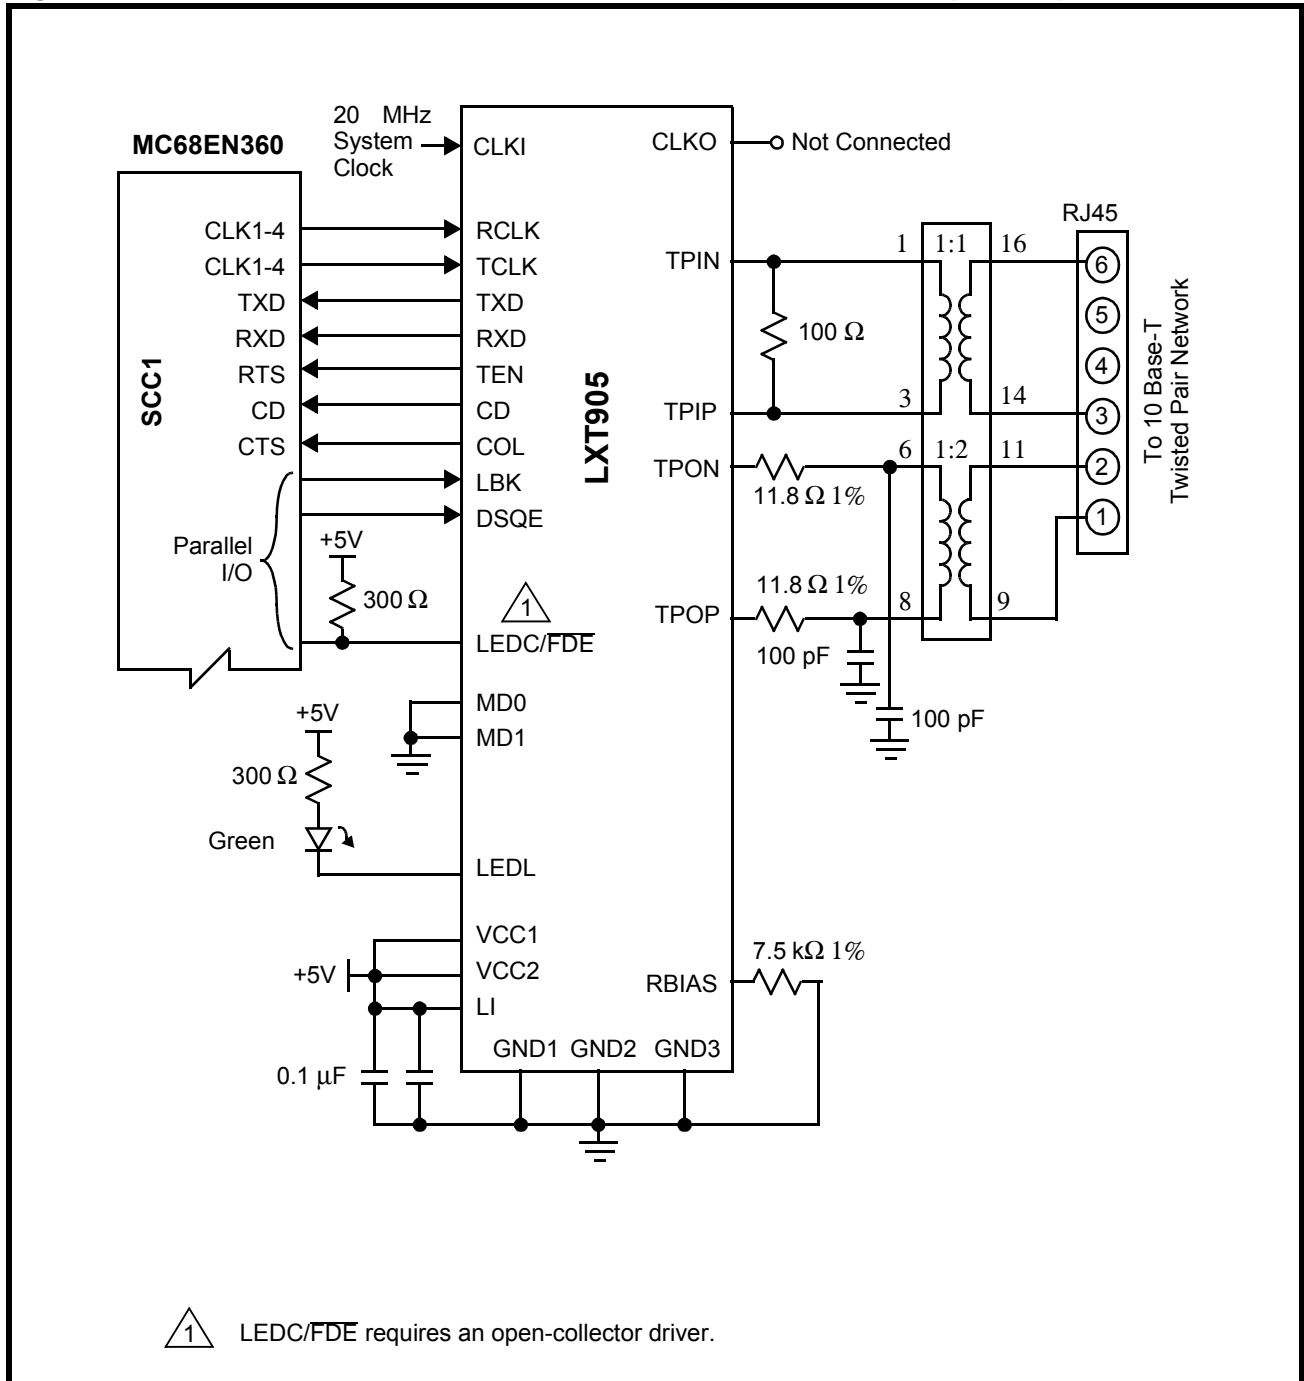 20 MHz
System
Clock
MC68EN360
CLKI
CLKO
Not Connected
RJ45
CLK1-4
RCLK
CLK1-4
TCLK
TXD
TXD
RXD
RXD
RTS
TEN
CD
CD
CTS
COL
LBK
DSQE
SCC1
Parallel
I/O
+5V
300 Ω
1
LEDC/FDE
LXT905
TPIN
1
1:1
16
100 Ω
TPIP
3
14
TPON
6
1:2
11
11.8 Ω 1%
11.8 Ω 1%
TPOP
8
9
100 pF
100 pF
6
5
4
3
2
1
To 10 Base-T
Twisted Pair Network
MD0
MD1
+5V
300 Ω
Green
LEDL
VCC1
+5V
VCC2
LI
RBIAS
7.5 kΩ 1%
GND1 GND2 GND3
0.1 μF
1 LEDC/FDE requires an open-collector driver.